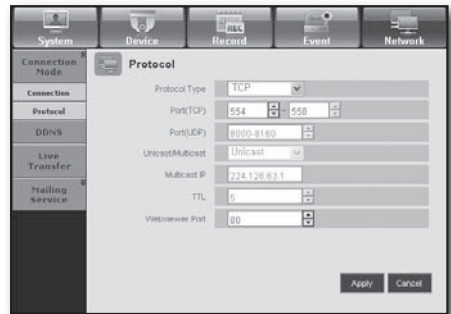 REC
System Device Record Event Network
Connection Mode
Connection
Protocol
DDNS
Live Transfer
Mailing Service
Protocol
Protocol Type TCP
Port(TCP) 554 - 558
Port(UDP) 8000-8160
Unicast/Multicast Unicast
Multicast IP 224.126.63.1
TTL 5
Webviewer Port 80
Apply Cancel